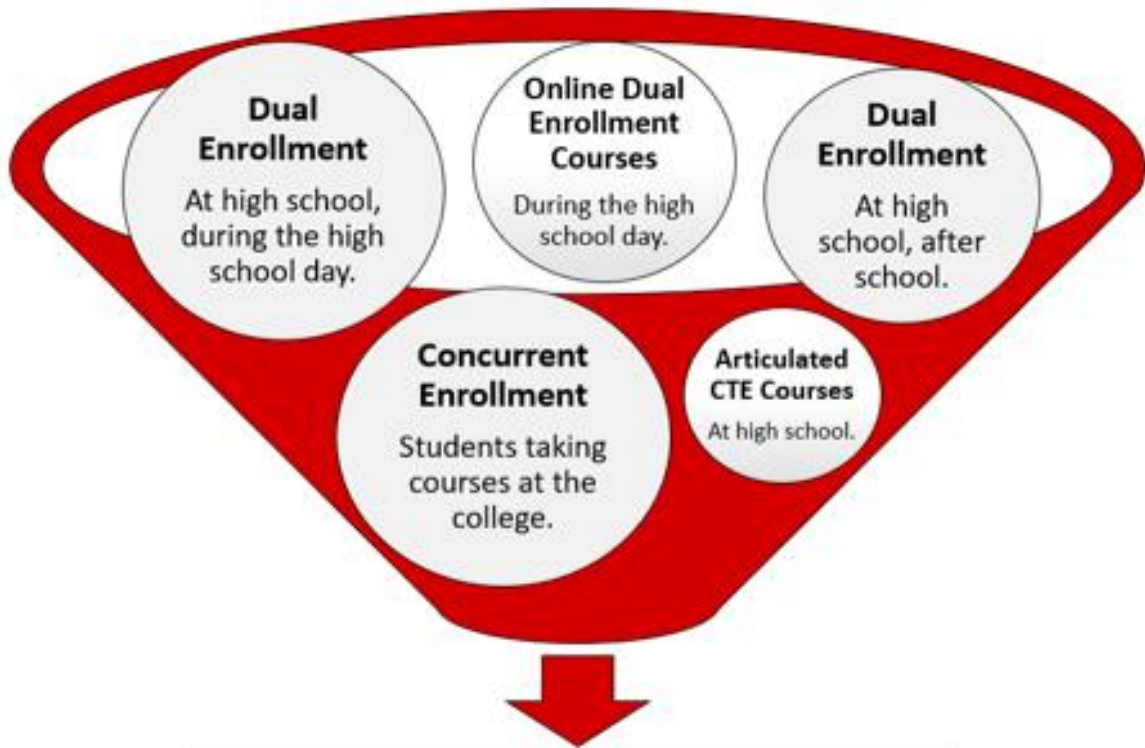 Dual
Enrollment
At high school,
during the high
school day.
Online Dual
Enrollment
Courses
During the high
school day.
Dual
Enrollment
At high
school, after
school.
Concurrent
Enrollment
Students taking
courses at the
college.
Articulated
CTE Courses
At high school.